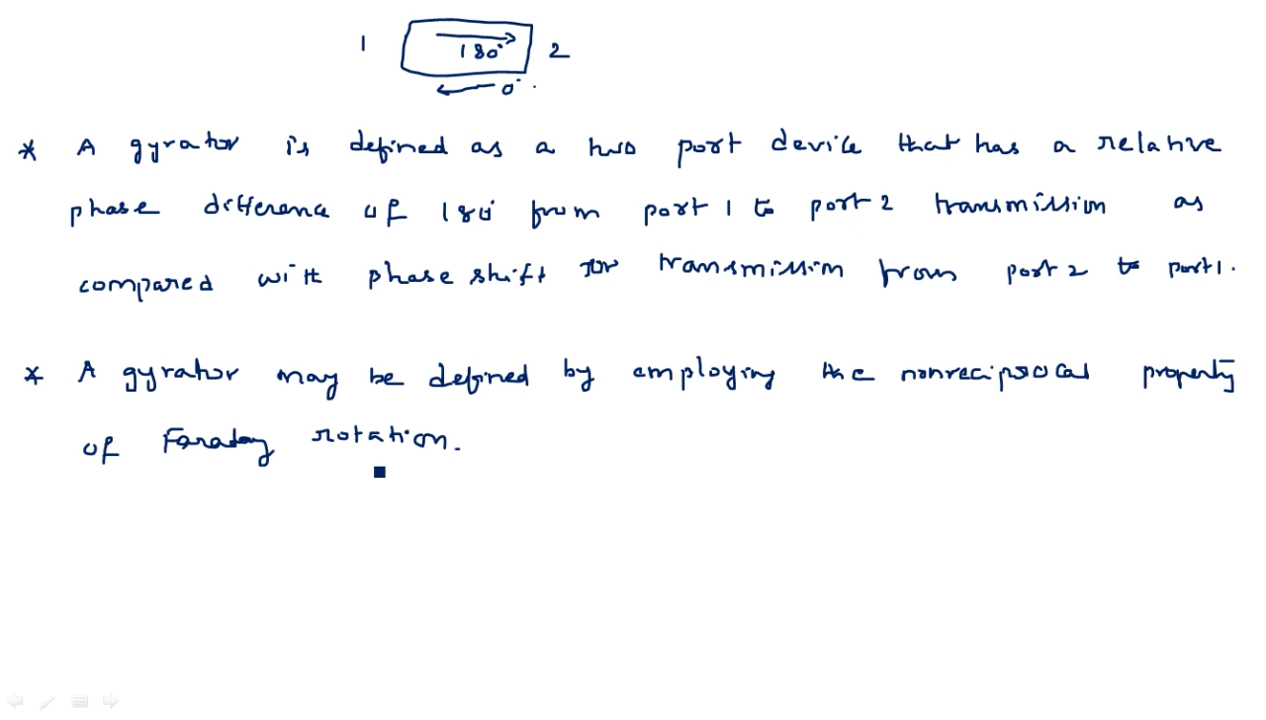 1 180° 2
0°
* A gyrator is defined as a two port device that has a relative
phase difference of 180° from port 1 to port 2 transmission as
compared with phase shift for transmission from port 2 to port 1.
* A gyrator may be defined by employing the nonreciprocal property
of Faraday rotation.